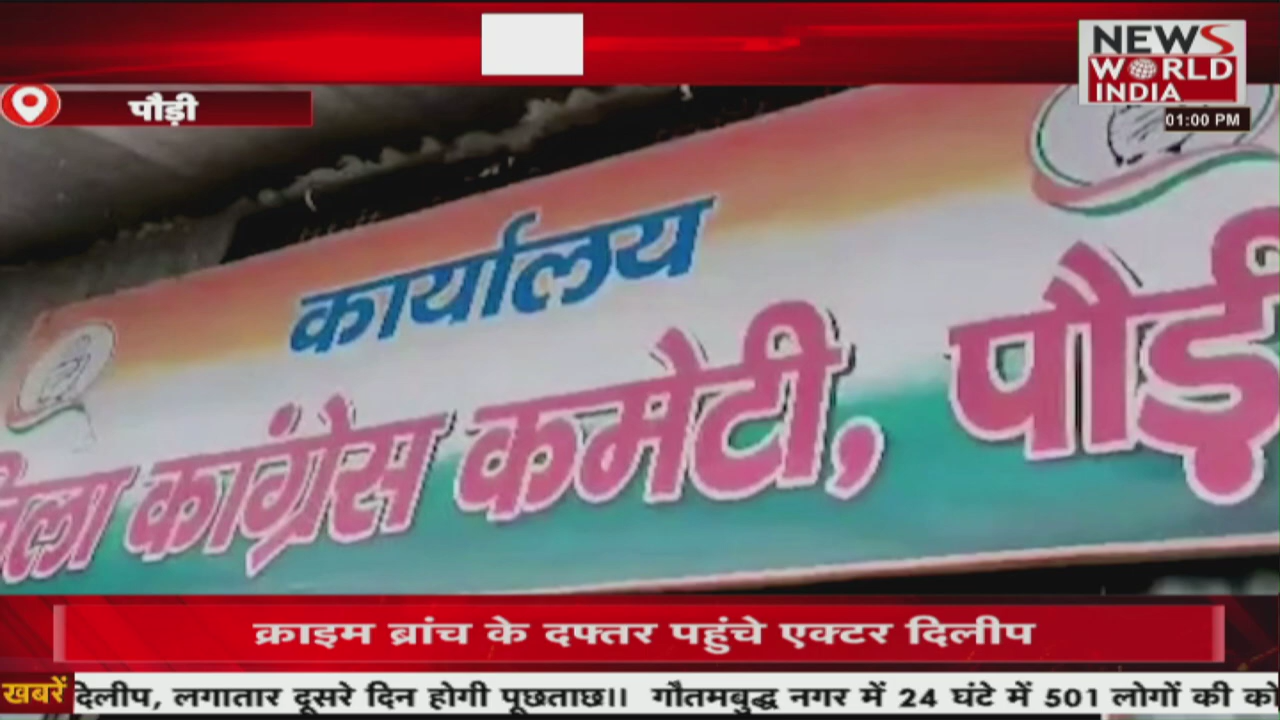 NEWS
WORLD
INDIA
01:00 PM
पौड़ी
कार्यालय
कांग्रेस कमेटी, पौड़
क्राइम ब्रांच के दफ्तर पहुंचे एक्टर दिलीप
खबरें दिलीप, लगातार दूसरे दिन होगी पूछताछ।। गौतमबुद्ध नगर में 24 घंटे में 501 लोगों की